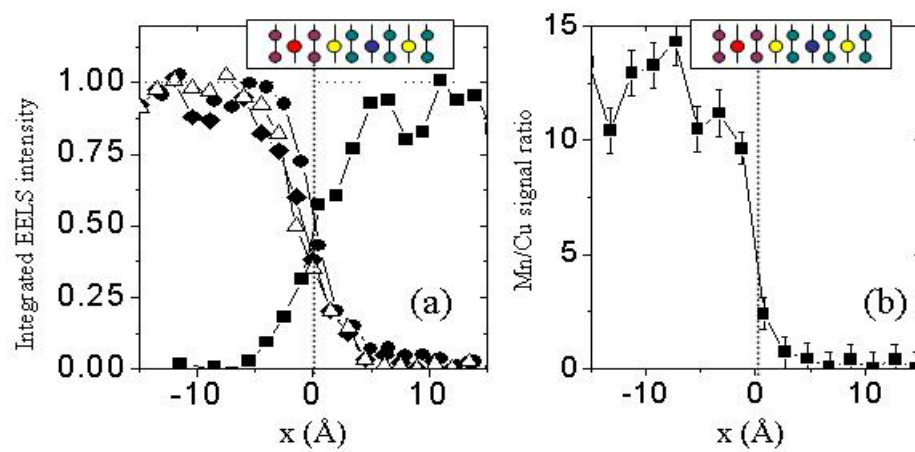 1.00
0.75
0.50
0.25
0.00
Integrated EELS intensity
-10
0
10
x (Å)
(a)
15
10
5
0
Mn/Cu signal ratio
-10
0
10
x (Å)
(b)